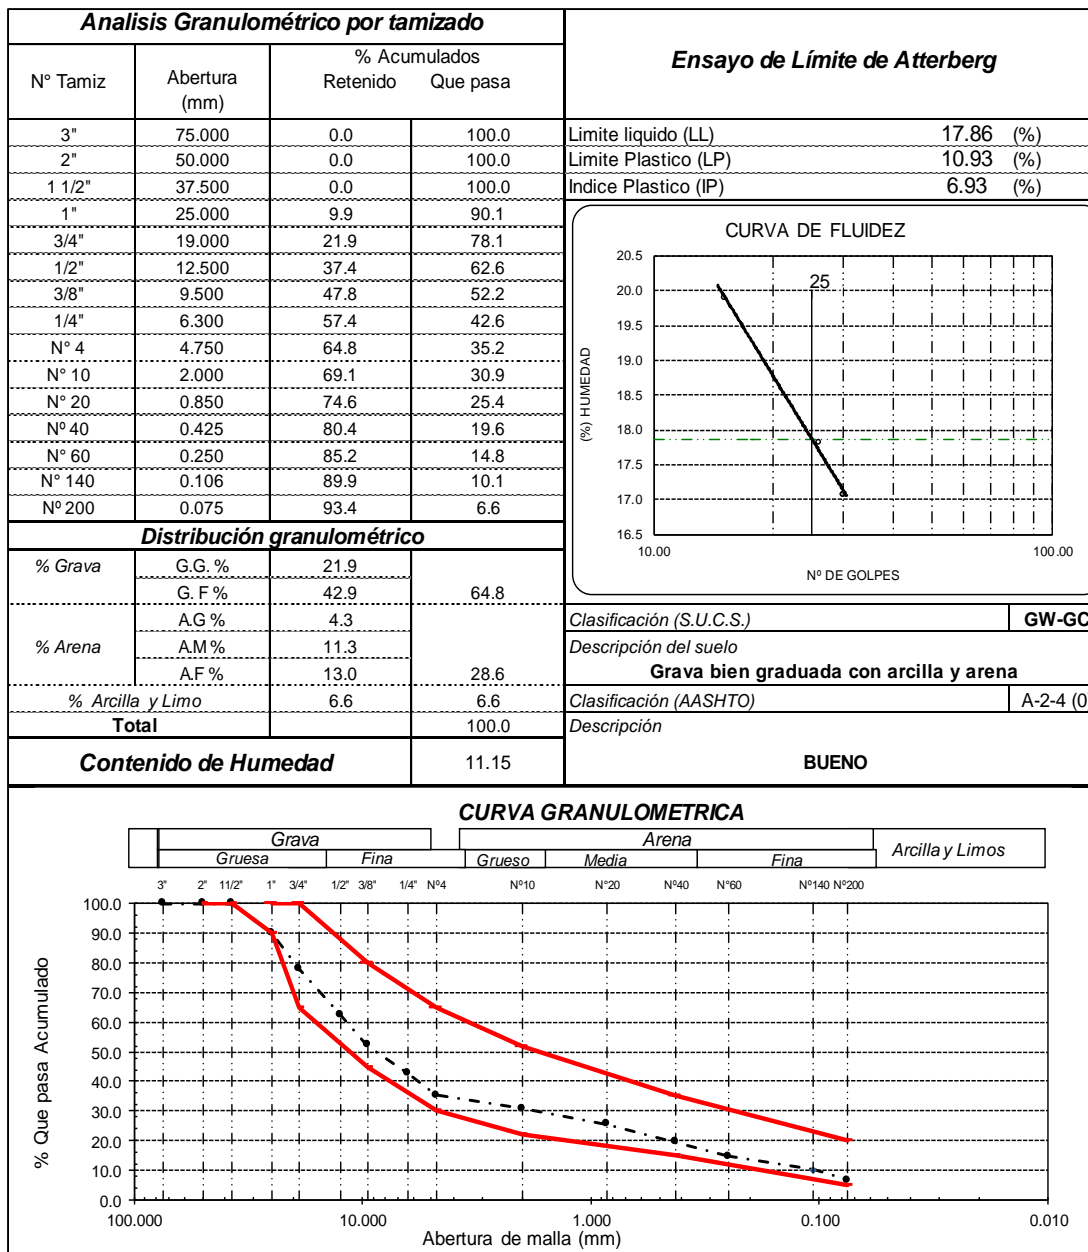 Analisis Granulométrico por tamizado
N° Tamiz Abertura (mm) % Acumulados Retenido Que pasa
3" 75.000 0.0 100.0
2" 50.000 0.0 100.0
1 1/2" 37.500 0.0 100.0
1" 25.000 9.9 90.1
3/4" 19.000 21.9 78.1
1/2" 12.500 37.4 62.6
3/8" 9.500 47.8 52.2
1/4" 6.300 57.4 42.6
N° 4 4.750 64.8 35.2
N° 10 2.000 69.1 30.9
N° 20 0.850 74.6 25.4
Nº 40 0.425 80.4 19.6
N° 60 0.250 85.2 14.8
N° 140 0.106 89.9 10.1
Nº 200 0.075 93.4 6.6
Distribución granulométrico
% Grava G.G. % 21.9
G. F % 42.9 64.8
A.G % 4.3
% Arena A.M % 11.3
A.F % 13.0 28.6
% Arcilla y Limo 6.6 6.6
Total 100.0
Contenido de Humedad 11.15
Ensayo de Límite de Atterberg
Limite liquido (LL) 17.86 (%)
Limite Plastico (LP) 10.93 (%)
Indice Plastico (IP) 6.93 (%)
CURVA DE FLUIDEZ
25
20.5
20.0
19.5
19.0
18.5
18.0
17.5
17.0
16.5
(%) HUMEDAD
10.00 100.00
Nº DE GOLPES
Clasificación (S.U.C.S.) GW-GC
Descripción del suelo
Grava bien graduada con arcilla y arena
Clasificación (AASHTO) A-2-4 (0
Descripción
BUENO
CURVA GRANULOMETRICA
Grava Arena Arcilla y Limos
Gruesa Fina Grueso Media Fina
3" 2" 11/2" 1" 3/4" 1/2" 3/8" 1/4" Nº4 Nº10 N°20 N°40 N°60 Nº140 Nº200
100.0
90.0
80.0
70.0
60.0
50.0
40.0
30.0
20.0
10.0
0.0
% Que pasa Acumulado
100.000 10.000 1.000 0.100 0.010
Abertura de malla (mm)